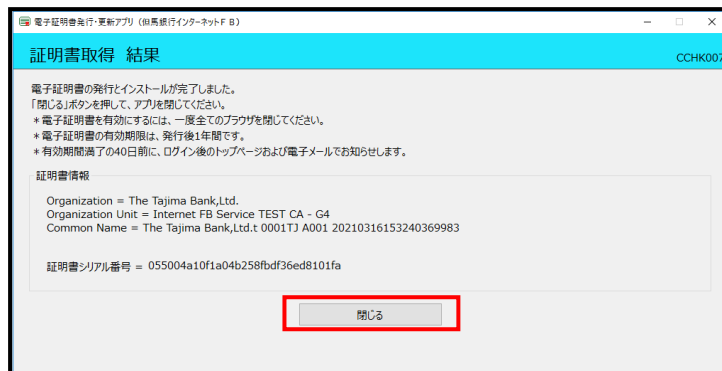 電子証明書発行・更新アプリ（但馬銀行インターネットＦＢ）
証明書取得 結果
CCHK007
電子証明書の発行とインストールが完了しました。
「閉じる」ボタンを押して、アプリを閉じてください。
＊電子証明書を有効にするには、一度全てのブラウザを閉じてください。
＊電子証明書の有効期限は、発行後1年間です。
＊有効期間満了の40日前に、ログイン後のトップページおよび電子メールでお知らせします。
証明書情報
Organization = The Tajima Bank,Ltd.
Organization Unit = Internet FB Service TEST CA - G4
Common Name = The Tajima Bank,Ltd.t 0001TJ A001 20210316153240369983
証明書シリアル番号 = 055004a10f1a04b258fbdf36ed8101fa
閉じる